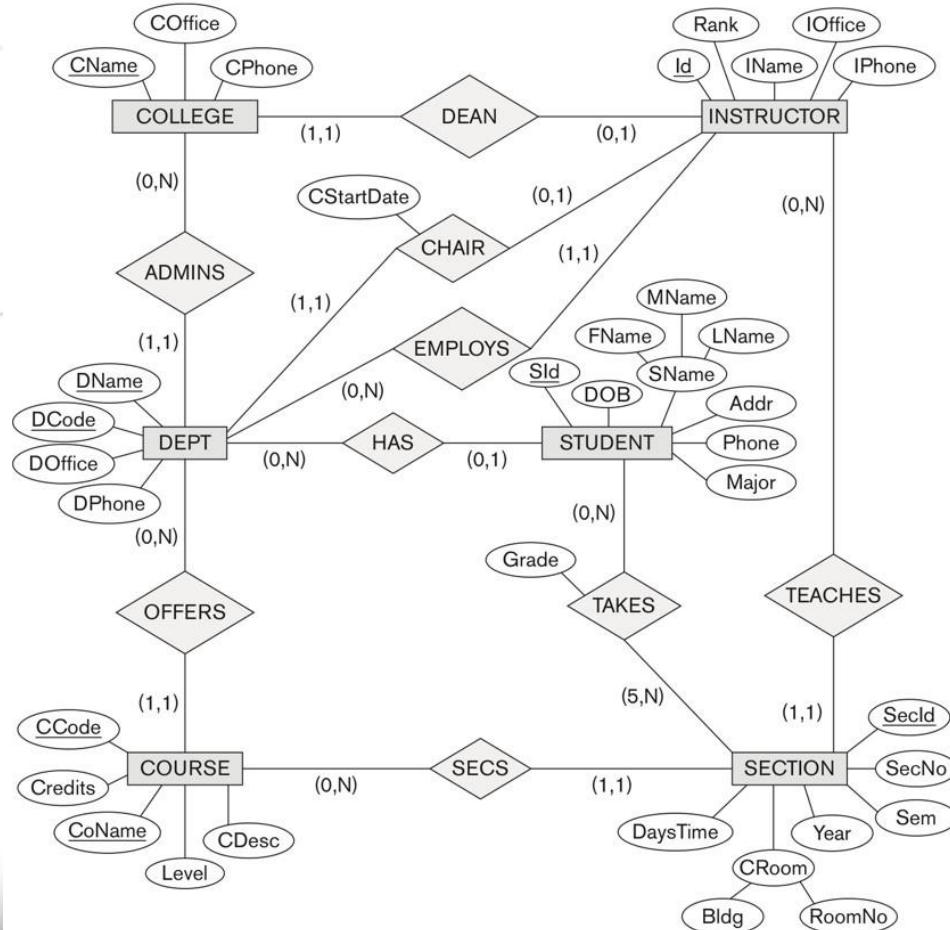 COffice
CName
CPhone
COLLEGE
(1,1)
DEAN
(0,1)
Rank
IOffice
Id
IName
IPhone
INSTRUCTOR
(0,N)
CStartDate
(0,1)
(0,N)
CHAIR
ADMINS
(1,1)
(1,1)
MName
(1,1)
EMPLOYS
FName
LName
DName
(0,N)
SId
SName
DOB
Addr
DCode
DEPT
(0,N)
HAS
(0,1)
STUDENT
Phone
DOffice
Major
DPhone
(0,N)
(0,N)
Grade
OFFERS
TAKES
TEACHES
(1,1)
(5,N)
(1,1)
SecId
CCode
COURSE
(0,N)
SECS
(1,1)
SECTION
SecNo
Credits
Sem
CoName
CDesc
DaysTime
Year
Level
CRoom
Bldg
RoomNo